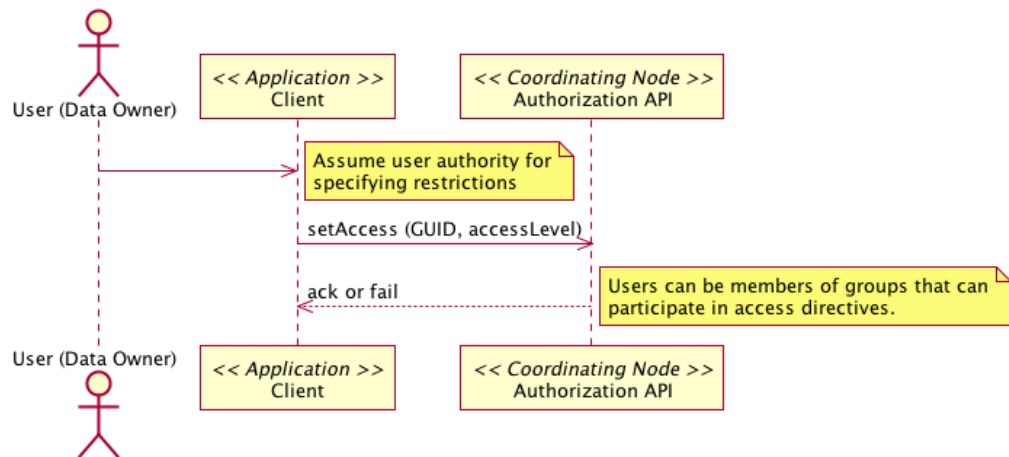 User (Data Owner)
<< Application >>
Client
<< Coordinating Node >>
Authorization API
Assume user authority for
specifying restrictions
setAccess (GUID, accessLevel)
ack or fail
Users can be members of groups that can
participate in access directives.
User (Data Owner)
<< Application >>
Client
<< Coordinating Node >>
Authorization API